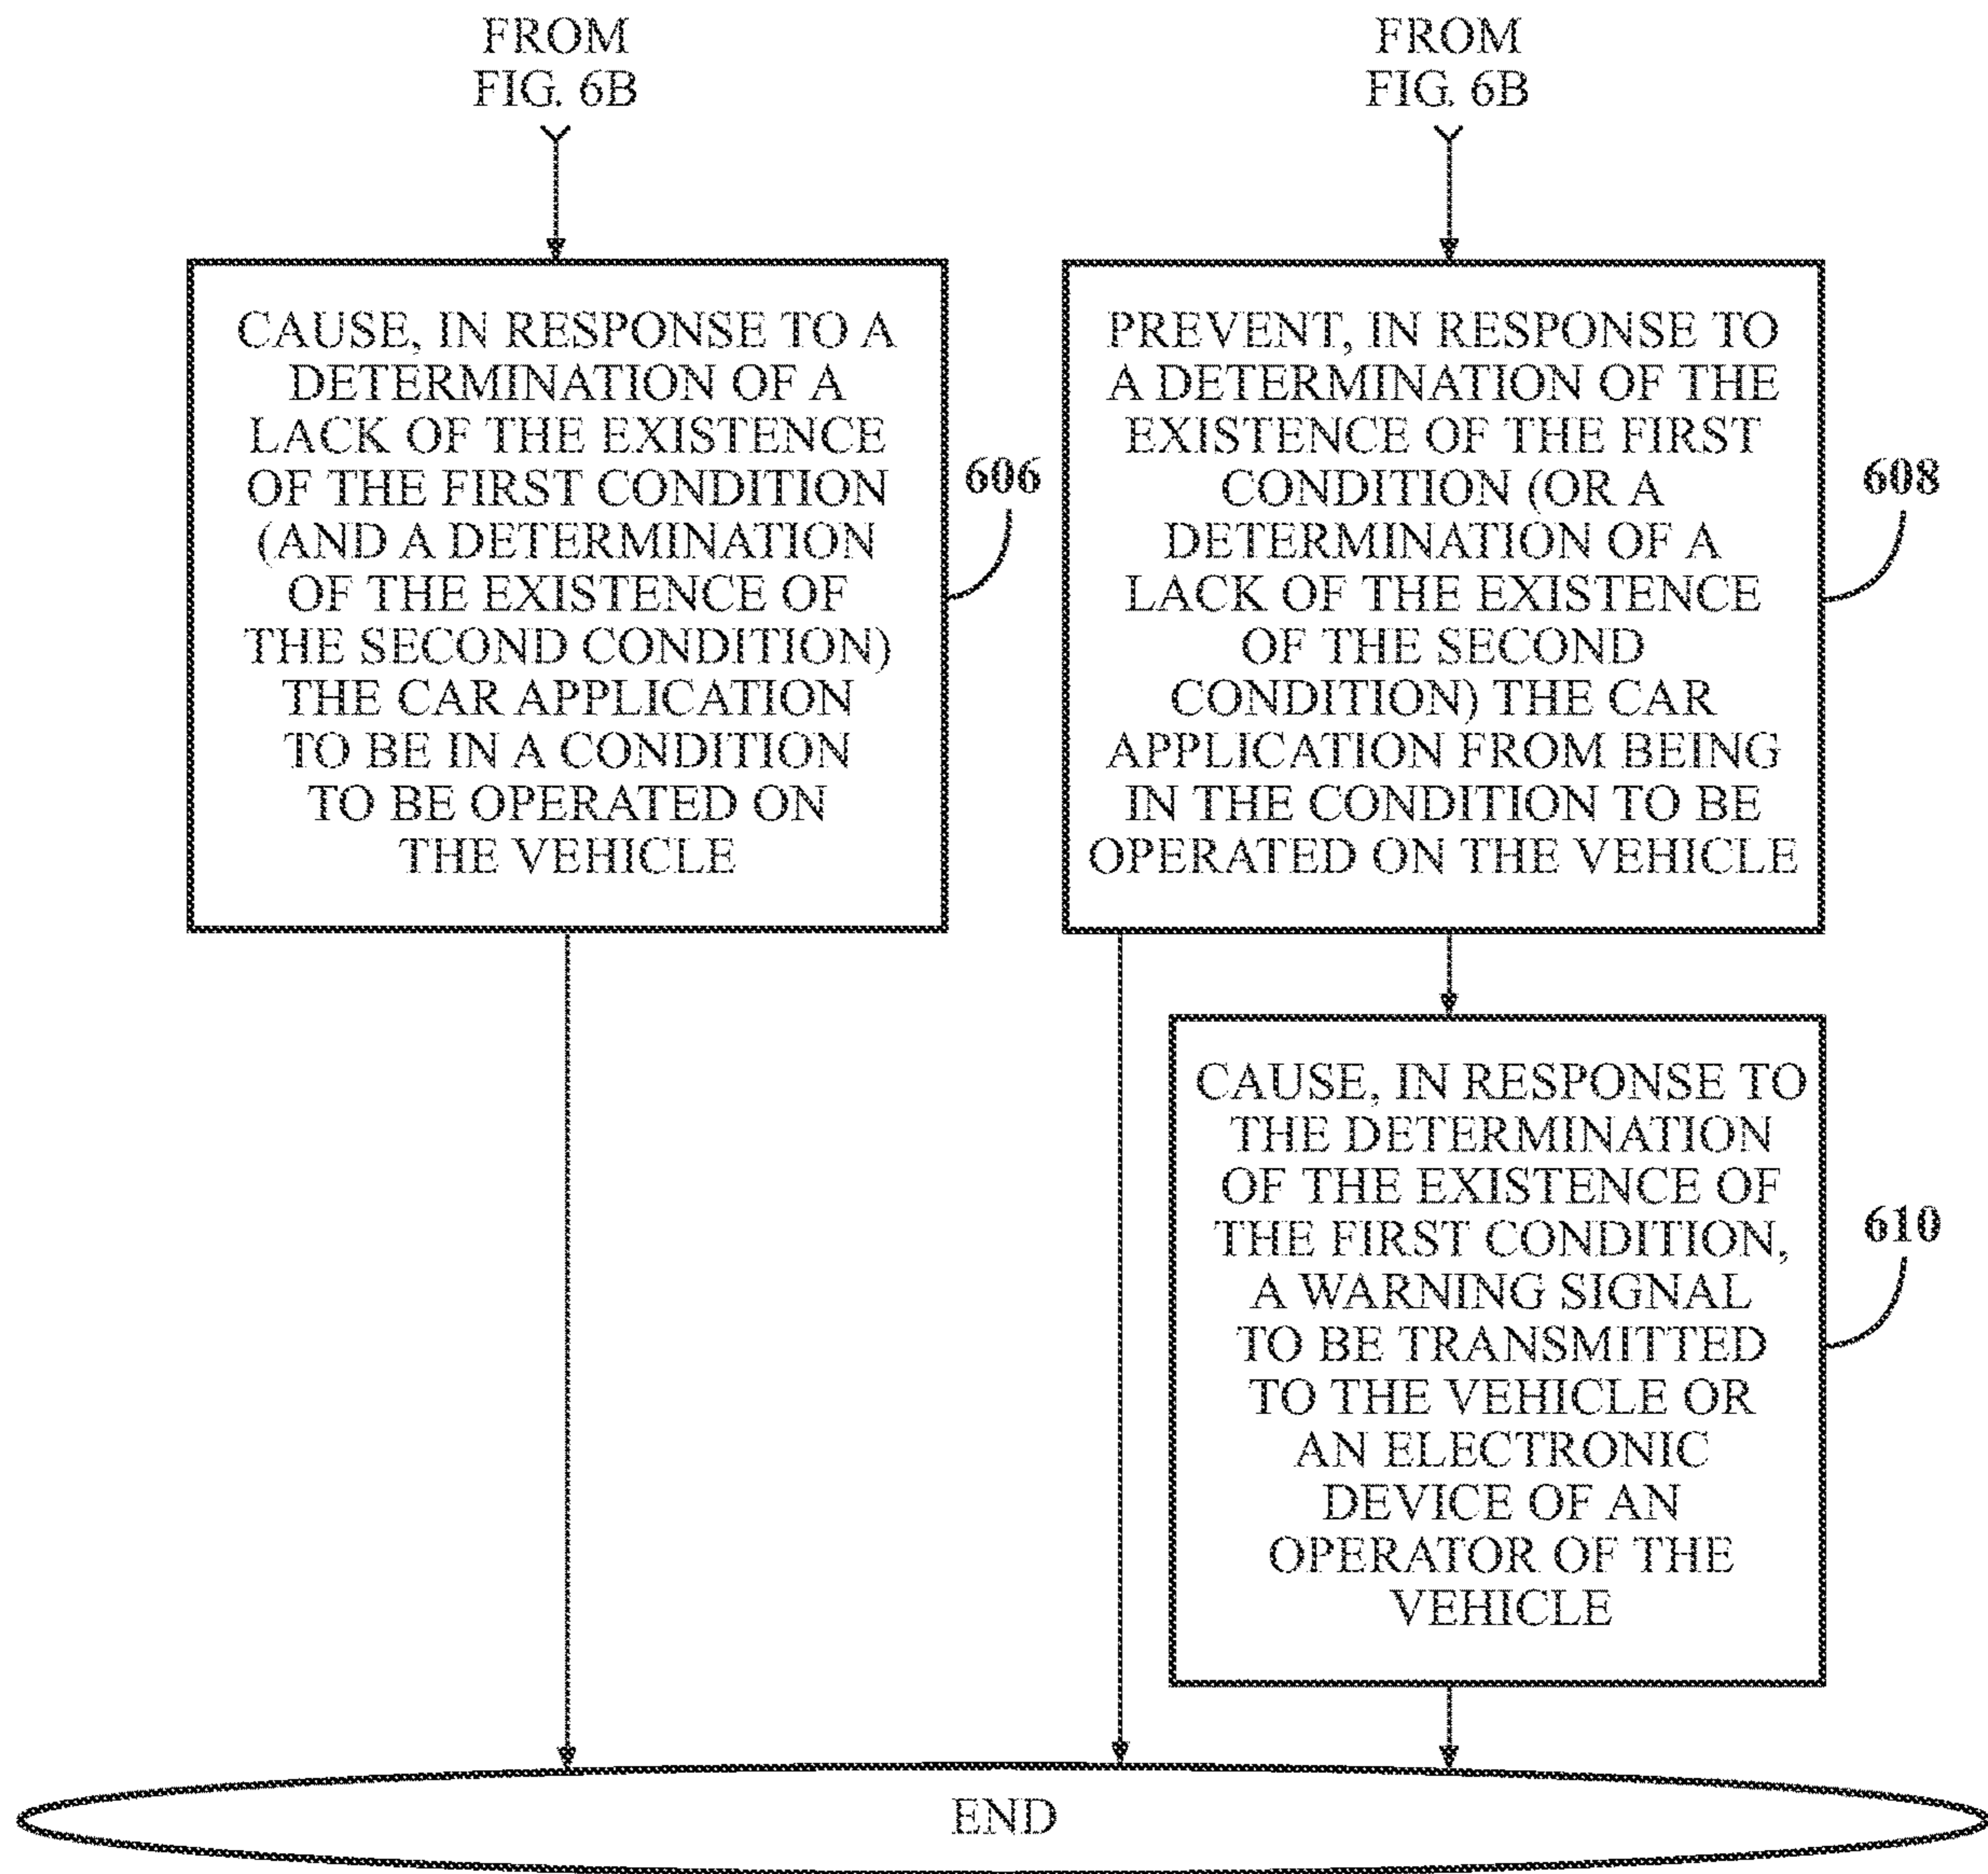 FROM
FIG. 6B
FROM
FIG. 6B
CAUSE, IN RESPONSE TO A
DETERMINATION OF A
LACK OF THE EXISTENCE
OF THE FIRST CONDITION
(AND A DETERMINATION
OF THE EXISTENCE OF
THE SECOND CONDITION)
THE CAR APPLICATION
TO BE IN A CONDITION
TO BE OPERATED ON
THE VEHICLE
606
PREVENT, IN RESPONSE TO
A DETERMINATION OF THE
EXISTENCE OF THE FIRST
CONDITION (OR A
DETERMINATION OF A
LACK OF THE EXISTENCE
OF THE SECOND
CONDITION) THE CAR
APPLICATION FROM BEING
IN THE CONDITION TO BE
OPERATED ON THE VEHICLE
608
CAUSE, IN RESPONSE TO
THE DETERMINATION
OF THE EXISTENCE OF
THE FIRST CONDITION,
A WARNING SIGNAL
TO BE TRANSMITTED
TO THE VEHICLE OR
AN ELECTRONIC
DEVICE OF AN
OPERATOR OF THE
VEHICLE
610
END